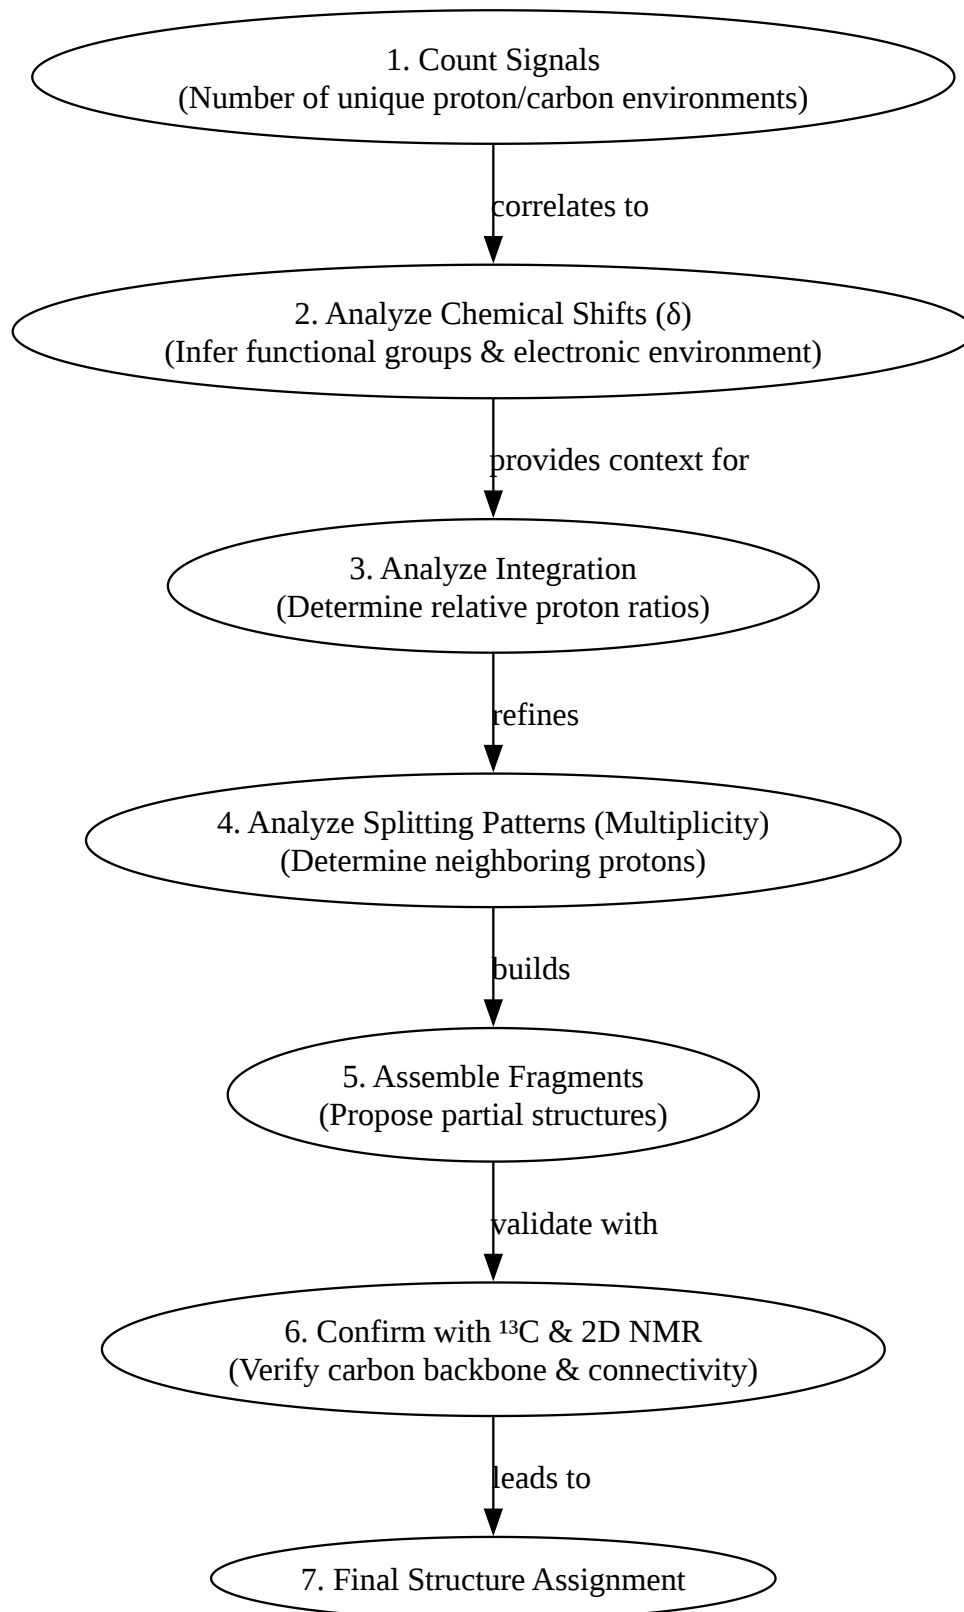 1. Count Signals
(Number of unique proton/carbon environments)
correlates to
2. Analyze Chemical Shifts (δ)
(Infer functional groups & electronic environment)
provides context for
3. Analyze Integration
(Determine relative proton ratios)
refines
4. Analyze Splitting Patterns (Multiplicity)
(Determine neighboring protons)
builds
5. Assemble Fragments
(Propose partial structures)
validate with
6. Confirm with ¹³C & 2D NMR
(Verify carbon backbone & connectivity)
leads to
7. Final Structure Assignment